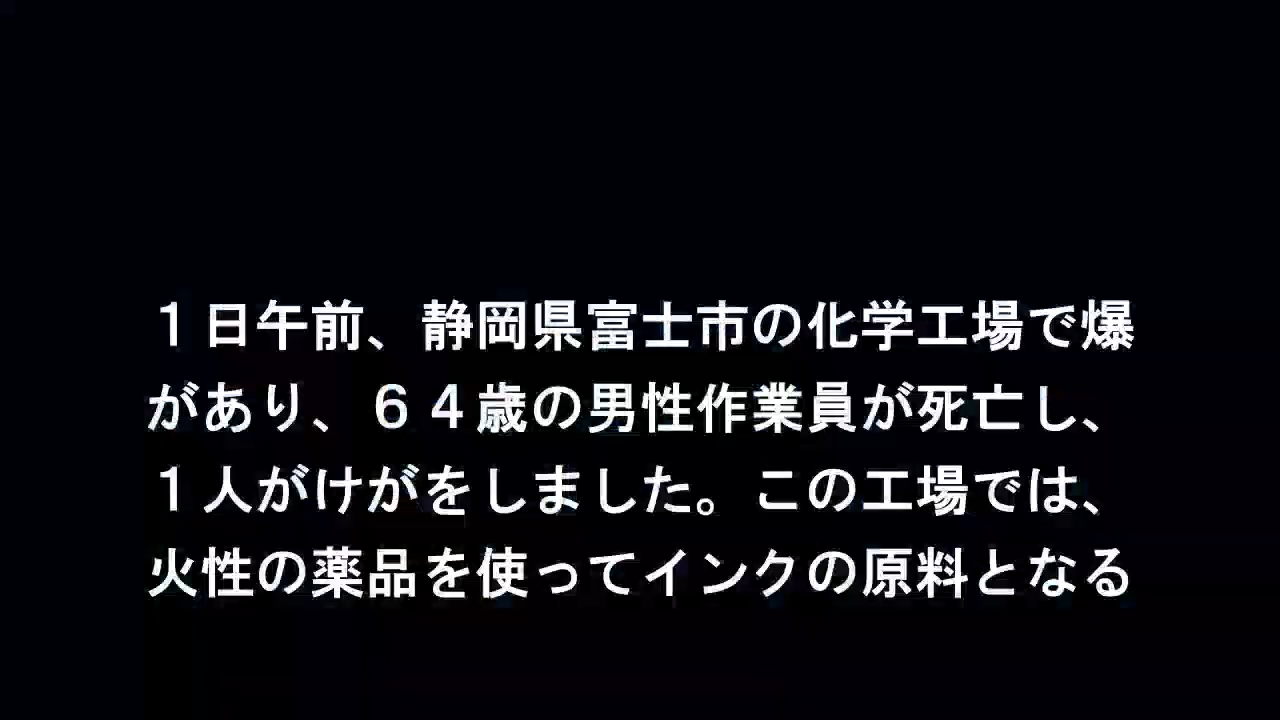 １日午前、静岡県富士市の化学工場で爆
があり、６４歳の男性作業員が死亡し、
１人がけがをしました。この工場では、
火性の薬品を使ってインクの原料となる